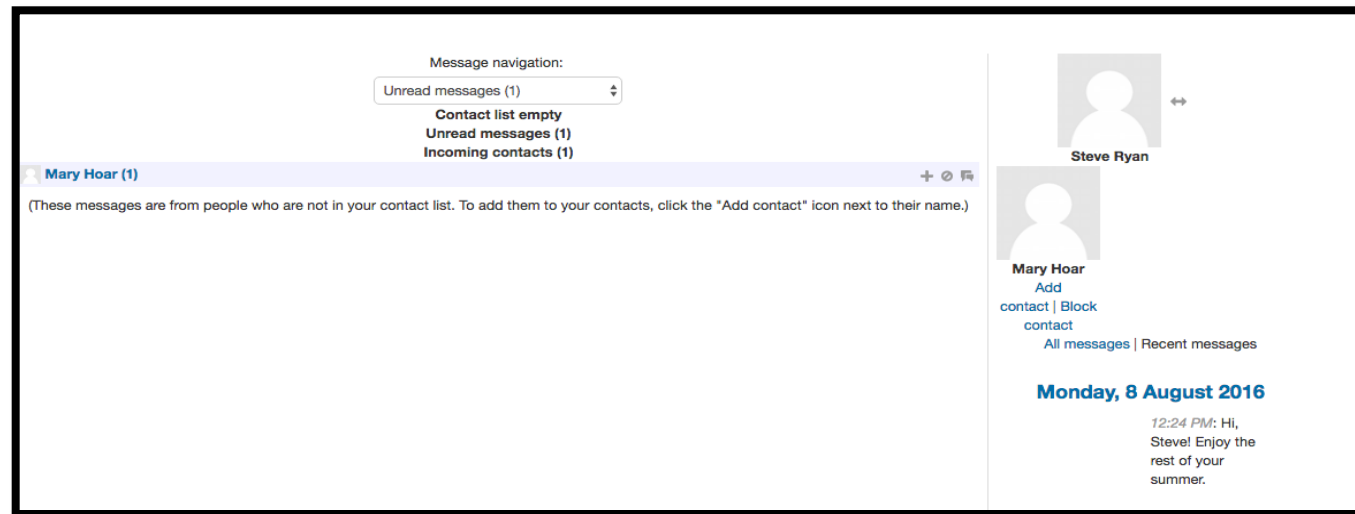 Message navigation:
Unread messages (1)
Contact list empty
Unread messages (1)
Incoming contacts (1)
Mary Hoar (1)
(These messages are from people who are not in your contact list. To add them to your contacts, click the "Add contact" icon next to their name.)
Steve Ryan
Mary Hoar
Add
contact | Block
contact
All messages | Recent messages
Monday, 8 August 2016
12:24 PM: Hi,
Steve! Enjoy the
rest of your
summer.